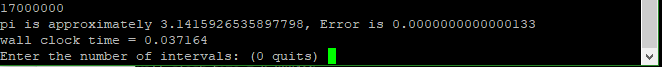 17000000
pi is approximately 3.1415926535897798, Error is 0.0000000000000133
wall clock time = 0.037164
Enter the number of intervals: (0 quits)